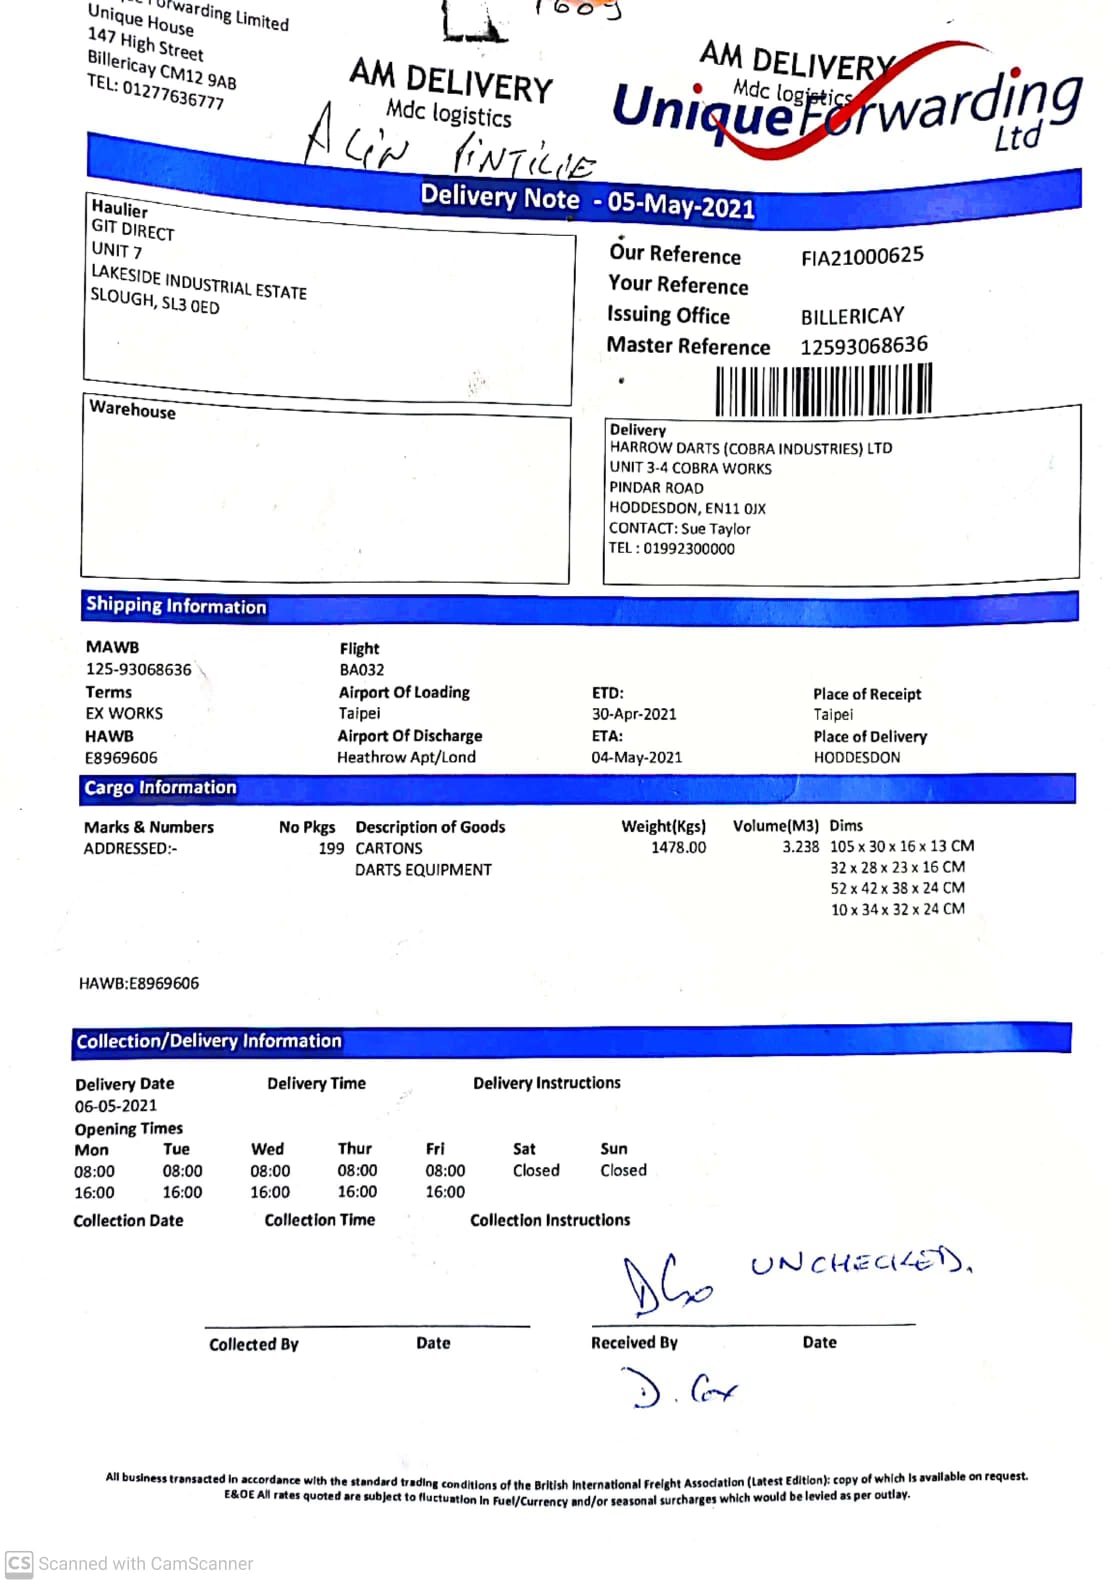 Forwarding Limited
Unique House
147 High Street
Billericay CM12 9AB
TEL: 01277636777
AM DELIVERY
Mdc logistics
AM DELIVERY
Mdc logistics
Unique Forwarding
Ltd
ALIN PINTILIE
Delivery Note - 05-May-2021
Haulier
GIT DIRECT
UNIT 7
LAKESIDE INDUSTRIAL ESTATE
SLOUGH, SL3 0ED
Our Reference FIA21000625
Your Reference
Issuing Office BILLERICAY
Master Reference 12593068636
Warehouse
Delivery
HARROW DARTS (COBRA INDUSTRIES) LTD
UNIT 3-4 COBRA WORKS
PINDAR ROAD
HODDESDON, EN11 0JX
CONTACT: Sue Taylor
TEL : 01992300000
Shipping Information
MAWB Flight
125-93068636 BA032
Terms Airport Of Loading ETD: Place of Receipt
EX WORKS Taipei 30-Apr-2021 Taipei
HAWB Airport Of Discharge ETA: Place of Delivery
E8969606 Heathrow Apt/Lond 04-May-2021 HODDESDON
Cargo Information
Marks & Numbers No Pkgs Description of Goods Weight(Kgs) Volume(M3) Dims
ADDRESSED:- 199 CARTONS 1478.00 3.238 105 x 30 x 16 x 13 CM
DARTS EQUIPMENT 32 x 28 x 23 x 16 CM
52 x 42 x 38 x 24 CM
10 x 34 x 32 x 24 CM
HAWB:E8969606
Collection/Delivery Information
Delivery Date Delivery Time Delivery Instructions
06-05-2021
Opening Times
Mon Tue Wed Thur Fri Sat Sun
08:00 08:00 08:00 08:00 08:00 Closed Closed
16:00 16:00 16:00 16:00 16:00
Collection Date Collection Time Collection Instructions
UNCHECKED.
Collected By Date Received By Date
D. Cox
All business transacted in accordance with the standard trading conditions of the British International Freight Association (Latest Edition): copy of which is available on request.
E&OE All rates quoted are subject to fluctuation in Fuel/Currency and/or seasonal surcharges which would be levied as per outlay.
CS Scanned with CamScanner